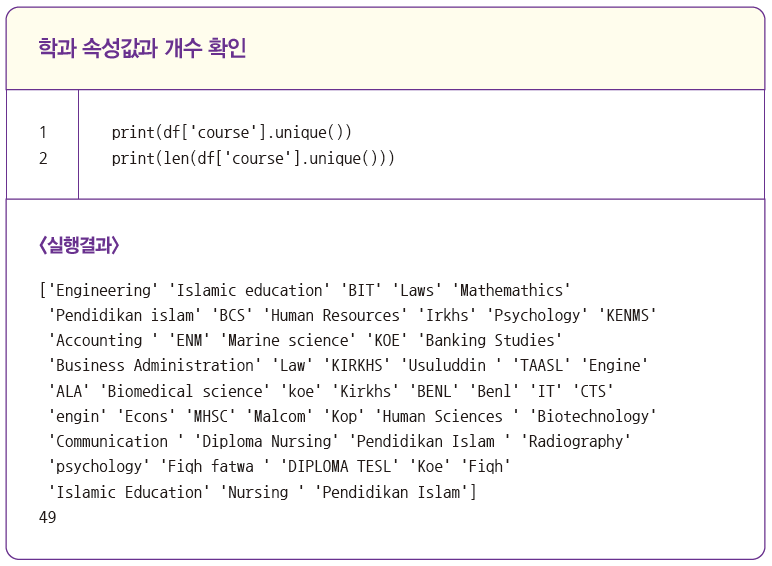 학과 속성값과 개수 확인
1 print(df['course'].unique())
2 print(len(df['course'].unique()))
<실행결과>
['Engineering' 'Islamic education' 'BIT' 'Laws' 'Mathemathics'
'Pendidikan islam' 'BCS' 'Human Resources' 'Irkhs' 'Psychology' 'KENMS'
'Accounting ' 'ENM' 'Marine science' 'KOE' 'Banking Studies'
'Business Administration' 'Law' 'KIRKHS' 'Usuluddin ' 'TAASL' 'Engine'
'ALA' 'Biomedical science' 'koe' 'Kirkhs' 'BENL' 'Benl' 'IT' 'CTS'
'engin' 'Econs' 'MHSC' 'Malcom' 'Kop' 'Human Sciences ' 'Biotechnology'
'Communication ' 'Diploma Nursing' 'Pendidikan Islam ' 'Radiography'
'psychology' 'Fiqh fatwa ' 'DIPLOMA TESL' 'Koe' 'Fiqh'
'Islamic Education' 'Nursing ' 'Pendidikan Islam']
49